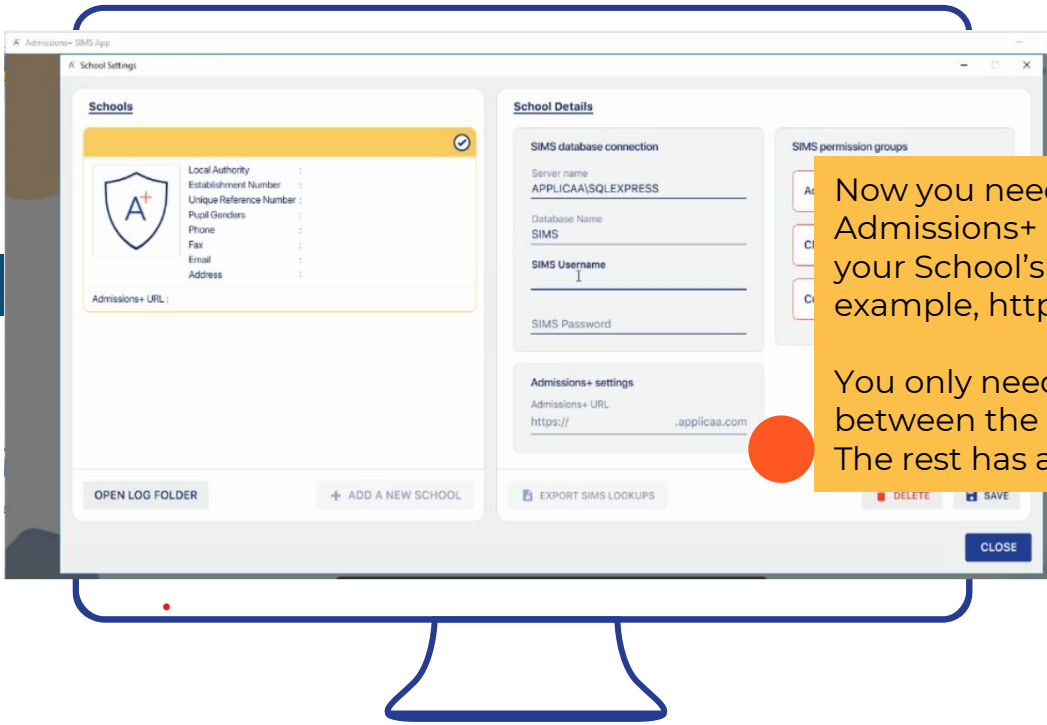 Admissions+ SIMS App
School Settings
Schools
Local Authority :
Establishment Number :
Unique Reference Number :
Pupil Genders :
Phone :
Fax :
Email :
Address :
A+
Admissions+ URL :
OPEN LOG FOLDER
+ ADD A NEW SCHOOL
School Details
SIMS database connection
Server name
APPLICAA\SQLEXPRESS
Database Name
SIMS
SIMS Username
SIMS Password
Admissions+ settings
Admissions+ URL
https:// .applicaa.com
EXPORT SIMS LOOKUPS
SIMS permission groups
Now you need
Admissions+
your School's
example, http
You only need
between the
The rest has a
DELETE
SAVE
CLOSE